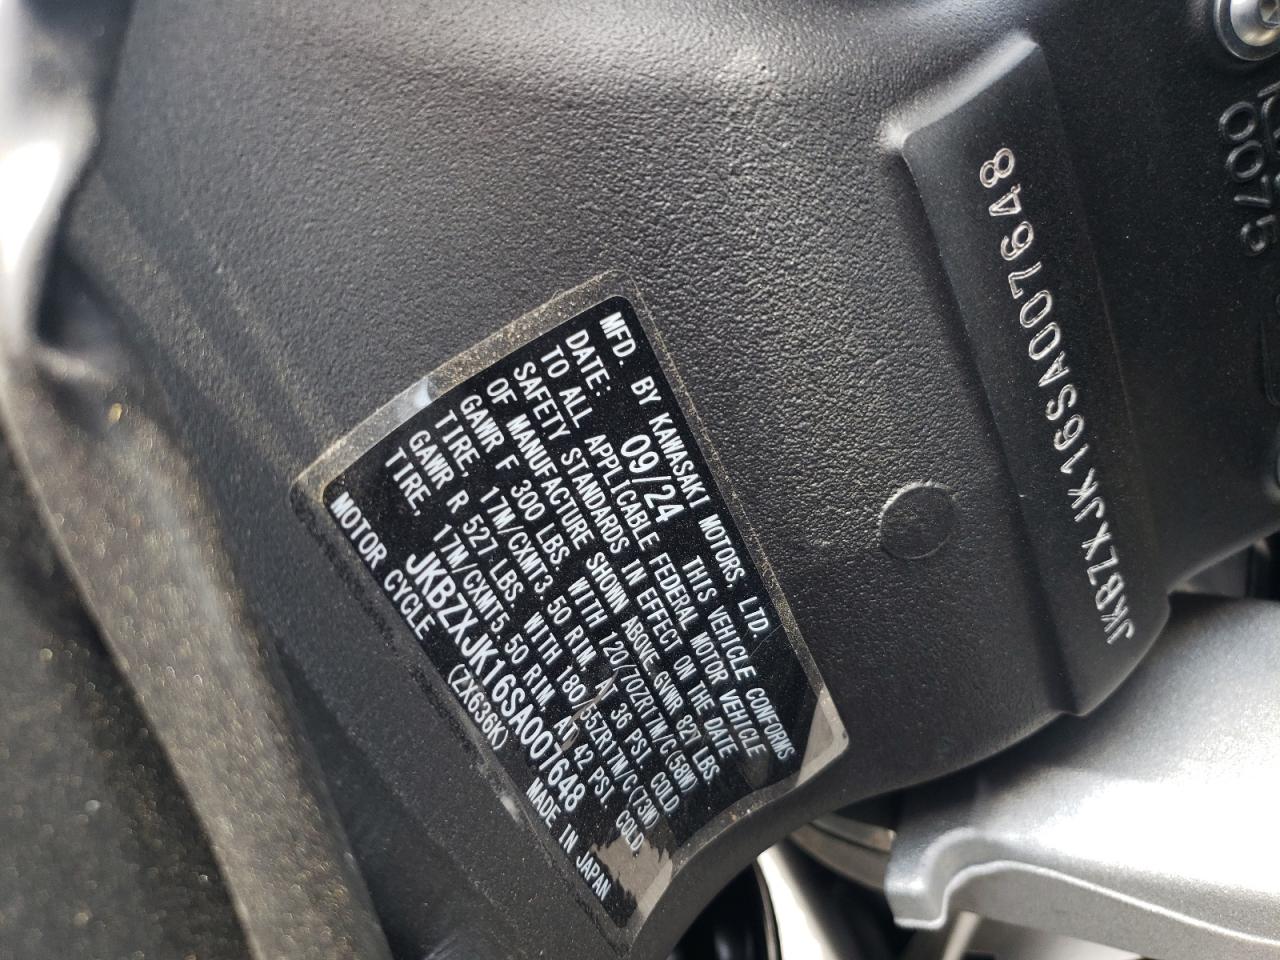 MFD. BY KAWASAKI MOTORS, LTD.
DATE: 09/24 THIS VEHICLE CONFORMS
TO ALL APPLICABLE FEDERAL MOTOR VEHICLE
SAFETY STANDARDS IN EFFECT ON THE DATE
OF MANUFACTURE SHOWN ABOVE GVWR 827 LBS.
GAWR F 300 LBS. WITH 120/70ZR17M/C(58W)
TIRE, 17M/CXMT3.50 RIM, AT 36 PSI. COLD
GAWR R 527 LBS. WITH 180/55ZR17M/C(73W)
TIRE, 17M/CXMT5.50 RIM, AT 42 PSI. COLD
JKBZXJK16SA007648
MOTOR CYCLE (ZX636K) MADE IN JAPAN
JKBZXJK16SA007648
0075